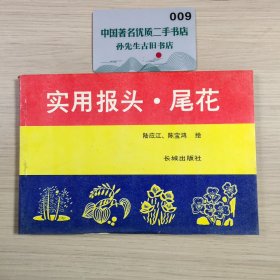 009
中国著名优质二手书店
孙先生古旧书店
实用报头·尾花
陆应江、陈宝鸿 绘
长城出版社